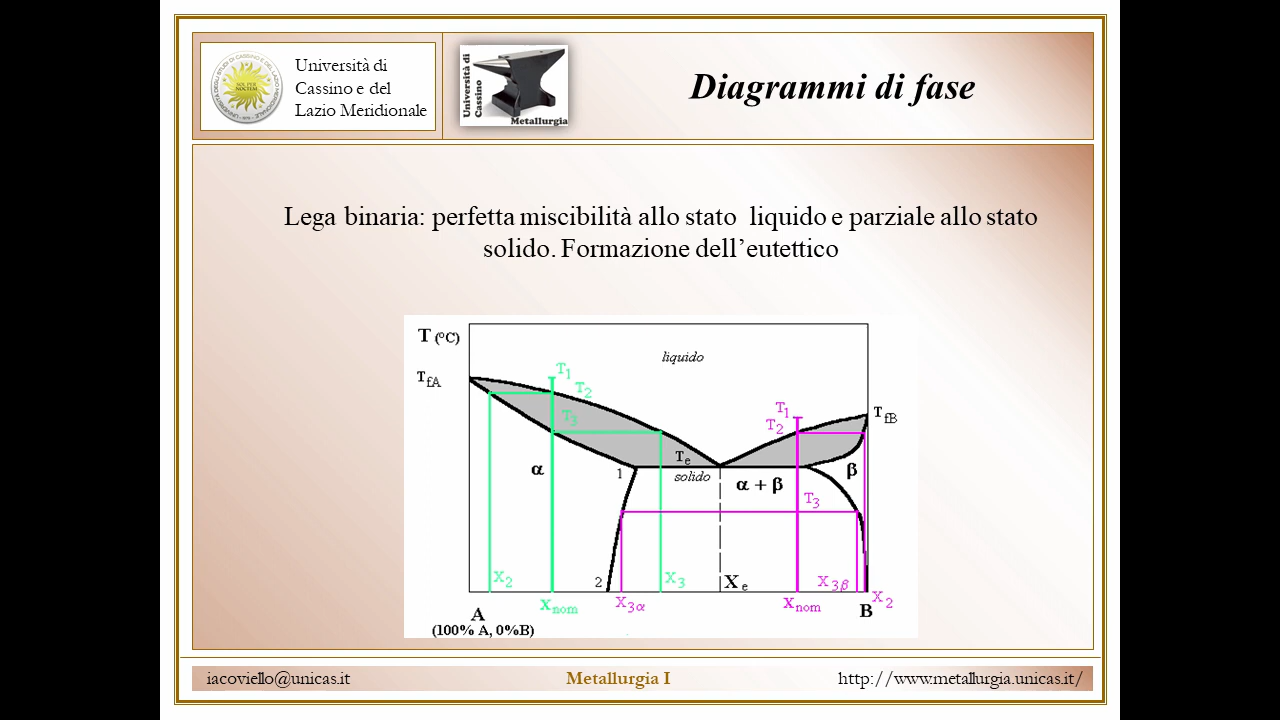 Università di
Cassino e del
Lazio Meridionale
Università di
Cassino
Metallurgia
Diagrammi di fase
Lega binaria: perfetta miscibilità allo stato liquido e parziale allo stato
solido. Formazione dell’eutettico
T (°C)
liquido
TfA
T1
T2
T3
T1
T2
TfB
Te
α
1
solido
α + β
β
T3
X2
2
X3
Xe
X3β
Xnom
X3α
Xnom
X2
A
B
(100% A, 0%B)
iacoviello@unicas.it
Metallurgia I
http://www.metallurgia.unicas.it/